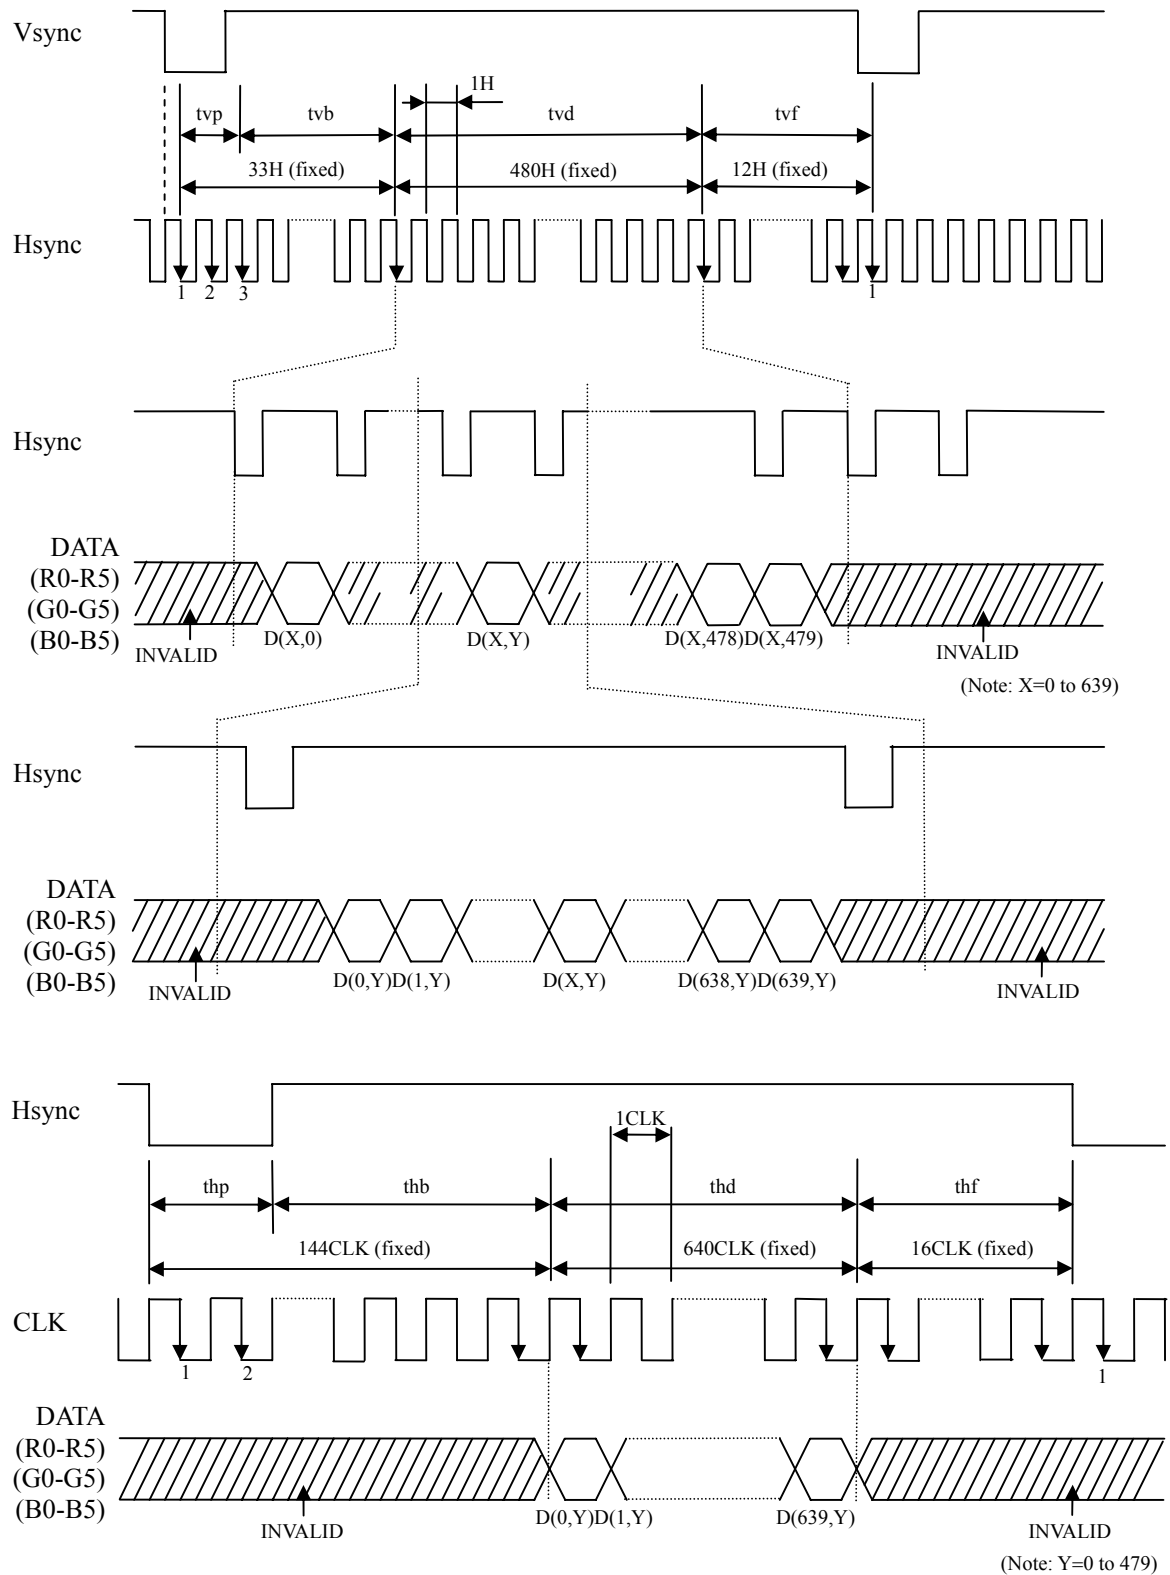 Vsync
1H
tvp tvb tvd tvf
33H (fixed) 480H (fixed) 12H (fixed)
Hsync
1 2 3 1
Hsync
DATA
(R0-R5)
(G0-G5)
(B0-B5)
D(X,0) D(X,Y) D(X,478)D(X,479)
INVALID INVALID
(Note: X=0 to 639)
Hsync
DATA
(R0-R5)
(G0-G5)
(B0-B5)
D(0,Y)D(1,Y) D(X,Y) D(638,Y)D(639,Y)
INVALID INVALID
Hsync
1CLK
thp thb thd thf
144CLK (fixed) 640CLK (fixed) 16CLK (fixed)
CLK
1 2 1
DATA
(R0-R5)
(G0-G5)
(B0-B5)
D(0,Y)D(1,Y) D(639,Y)
INVALID INVALID
(Note: Y=0 to 479)